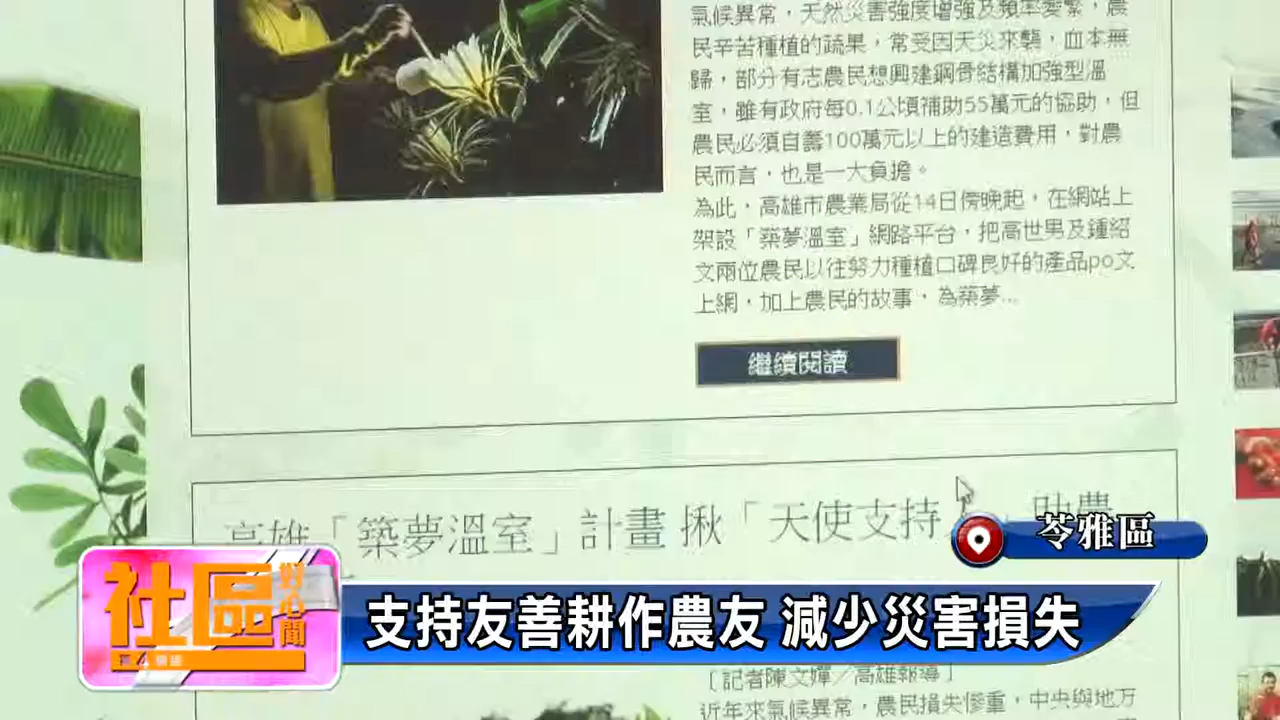 氣候異常，天然災害強度增強及頻率變繁，農
民辛苦種植的蔬果，常受因天災來襲，血本無
歸，部分有志農民想興建鋼骨結構加強型溫
室，雖有政府每0.1公頃補助55萬元的協助，但
農民必須自籌100萬元以上的建造費用，對農
民而言，也是一大負擔。
為此，高雄市農業局從14日傍晚起，在網站上
架設「築夢溫室」網路平台，把高世男及鍾紹
文兩位農民以往努力種植口碑良好的產品po文
上網，加上農民的故事，為築夢...
繼續閱讀
高雄「築夢溫室」計畫 揪「天使支持
苓雅區
社區
好心聞
支持友善耕作農友 減少災害損失
〔記者陳文嬋／高雄報導〕
近年來氣候異常，農民損失慘重，中央與地方